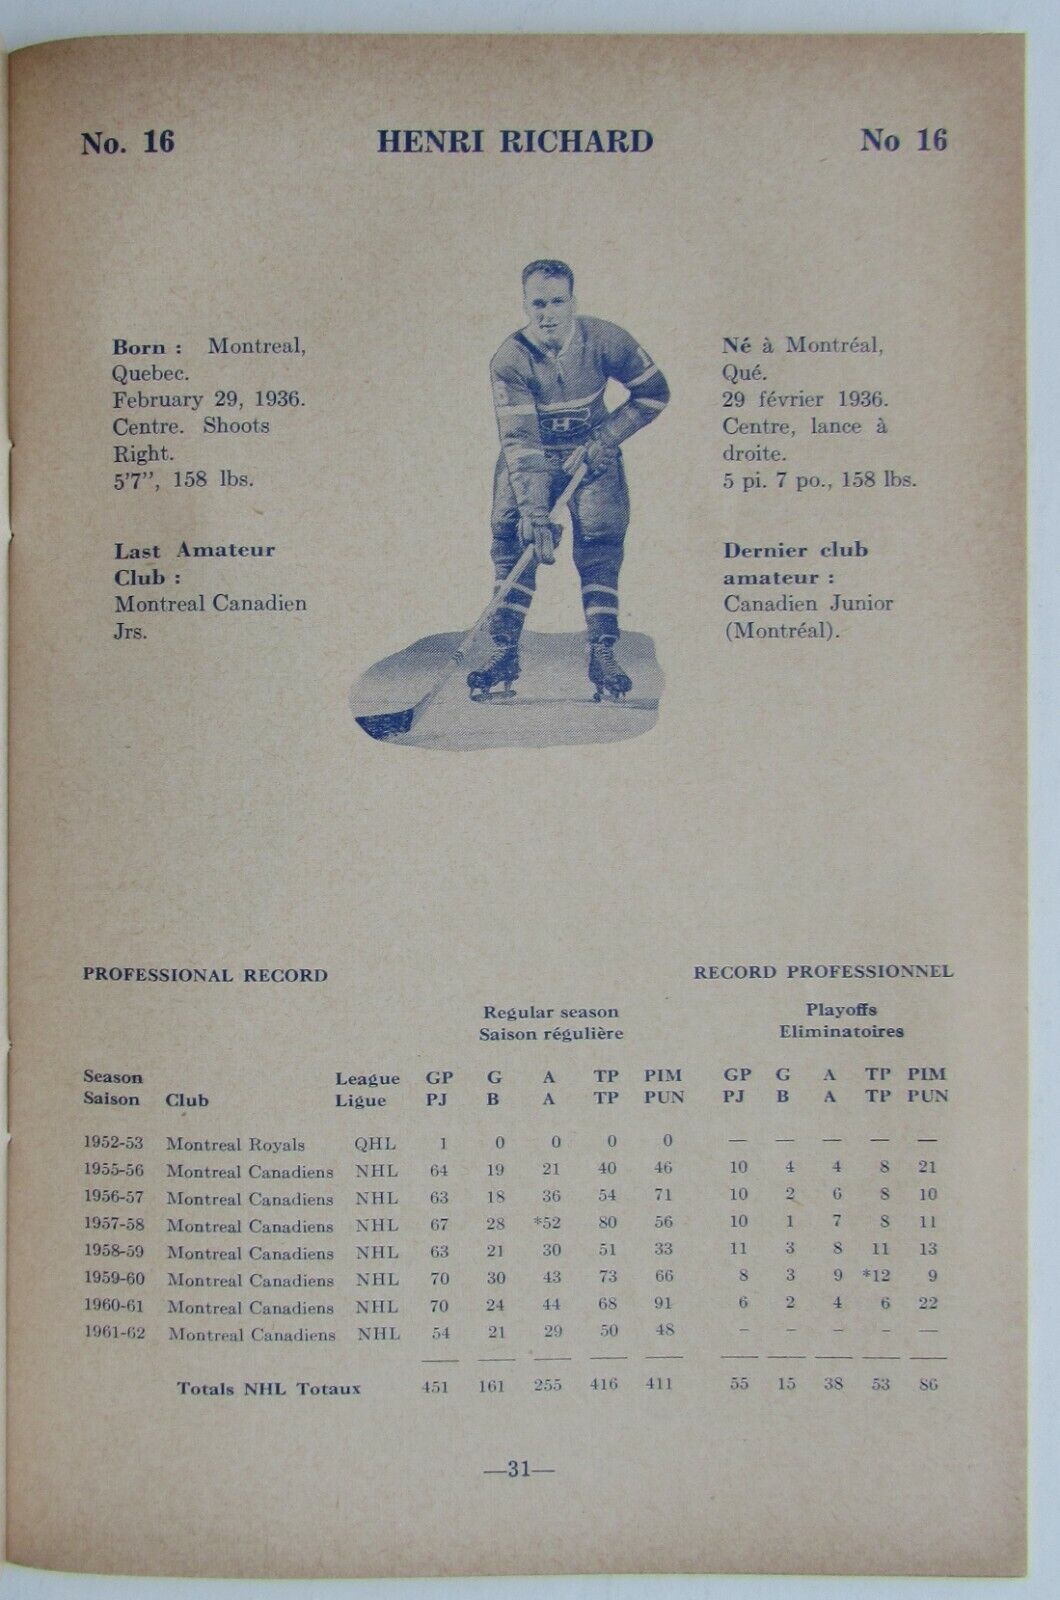 No. 16 HENRI RICHARD No 16
Born : Montreal,
Quebec.
February 29, 1936.
Centre. Shoots
Right.
5'7", 158 lbs.
Last Amateur
Club :
Montreal Canadien
Jrs.
Né à Montréal,
Qué.
29 février 1936.
Centre, lance à
droite.
5 pi. 7 po., 158 lbs.
Dernier club
amateur :
Canadien Junior
(Montréal).
H
PROFESSIONAL RECORD RECORD PROFESSIONNEL
Regular season Playoffs
Saison régulière Eliminatoires
Season League GP G A TP PIM GP G A TP PIM
Saison Club Ligue PJ B A TP PUN PJ B A TP PUN
1952-53 Montreal Royals QHL 1 0 0 0 0 — — — — —
1955-56 Montreal Canadiens NHL 64 19 21 40 46 10 4 4 8 21
1956-57 Montreal Canadiens NHL 63 18 36 54 71 10 2 6 8 10
1957-58 Montreal Canadiens NHL 67 28 *52 80 56 10 1 7 8 11
1958-59 Montreal Canadiens NHL 63 21 30 51 33 11 3 8 11 13
1959-60 Montreal Canadiens NHL 70 30 43 73 66 8 3 9 *12 9
1960-61 Montreal Canadiens NHL 70 24 44 68 91 6 2 4 6 22
1961-62 Montreal Canadiens NHL 54 21 29 50 48 – – – – —
Totals NHL Totaux 451 161 255 416 411 55 15 38 53 86
—31—